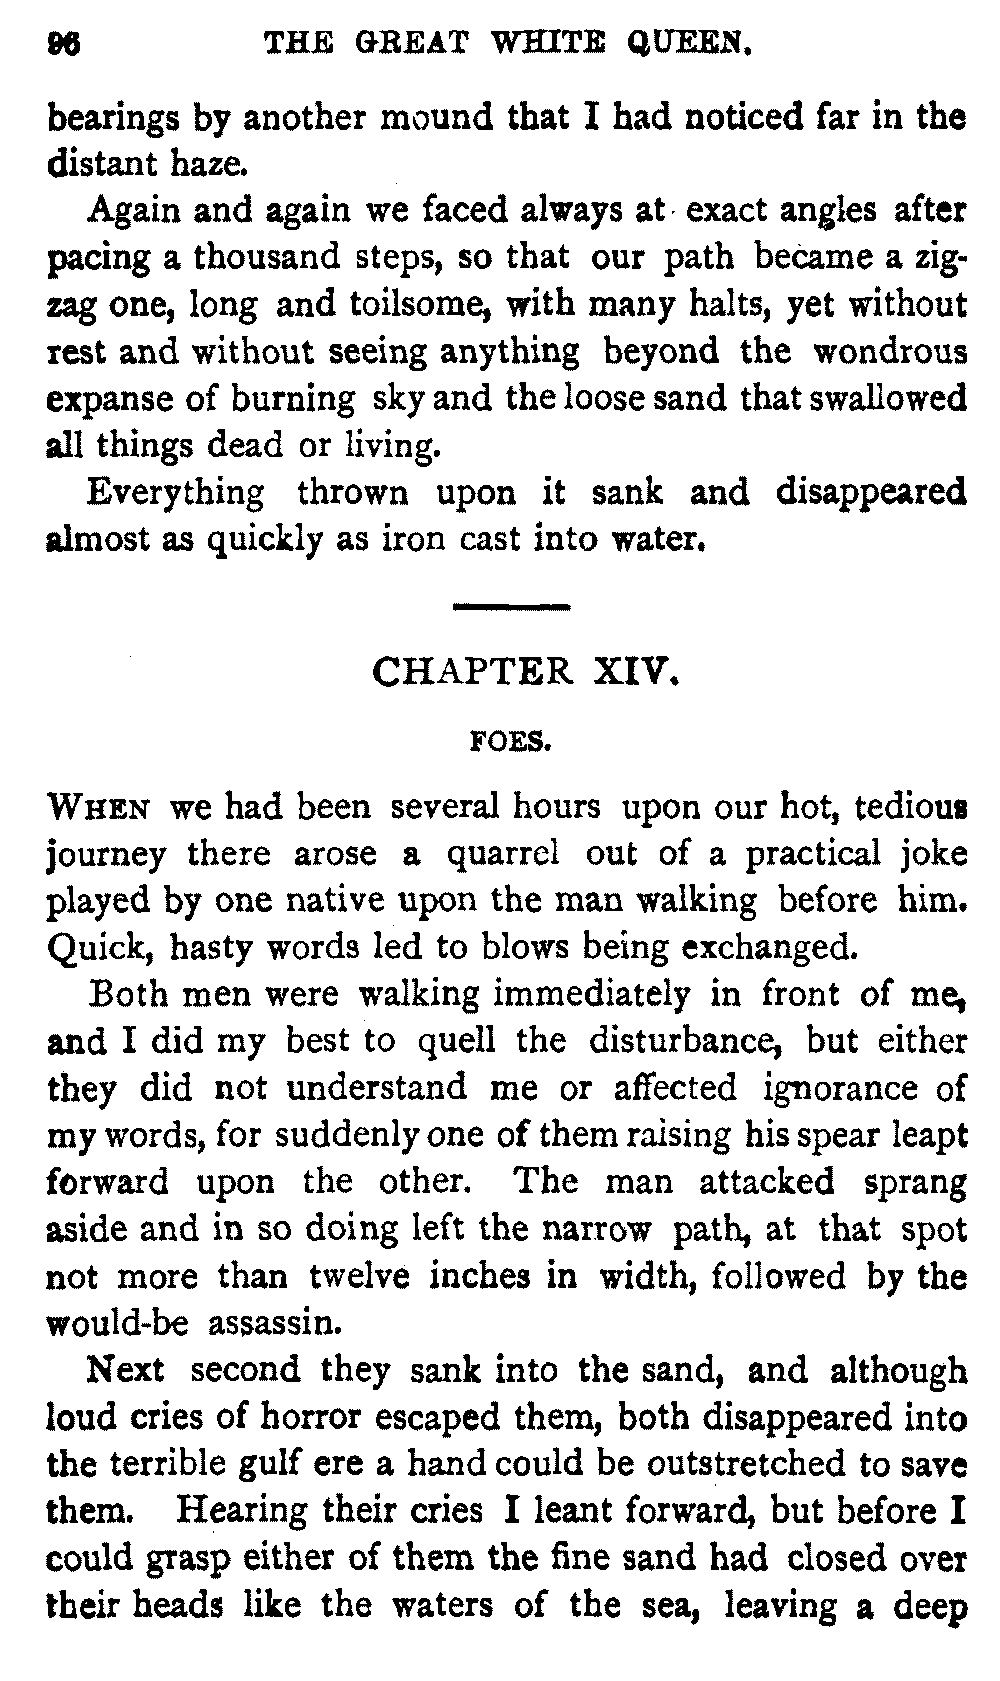 96 THE GREAT WHITE QUEEN.
bearings by another mound that I had noticed far in the
distant haze.
Again and again we faced always at exact angles after
pacing a thousand steps, so that our path became a zig-
zag one, long and toilsome, with many halts, yet without
rest and without seeing anything beyond the wondrous
expanse of burning sky and the loose sand that swallowed
all things dead or living.
Everything thrown upon it sank and disappeared
almost as quickly as iron cast into water.
CHAPTER XIV.
FOES.
WHEN we had been several hours upon our hot, tedious
journey there arose a quarrel out of a practical joke
played by one native upon the man walking before him.
Quick, hasty words led to blows being exchanged.
Both men were walking immediately in front of me,
and I did my best to quell the disturbance, but either
they did not understand me or affected ignorance of
my words, for suddenly one of them raising his spear leapt
forward upon the other. The man attacked sprang
aside and in so doing left the narrow path, at that spot
not more than twelve inches in width, followed by the
would-be assassin.
Next second they sank into the sand, and although
loud cries of horror escaped them, both disappeared into
the terrible gulf ere a hand could be outstretched to save
them. Hearing their cries I leant forward, but before I
could grasp either of them the fine sand had closed over
their heads like the waters of the sea, leaving a deep